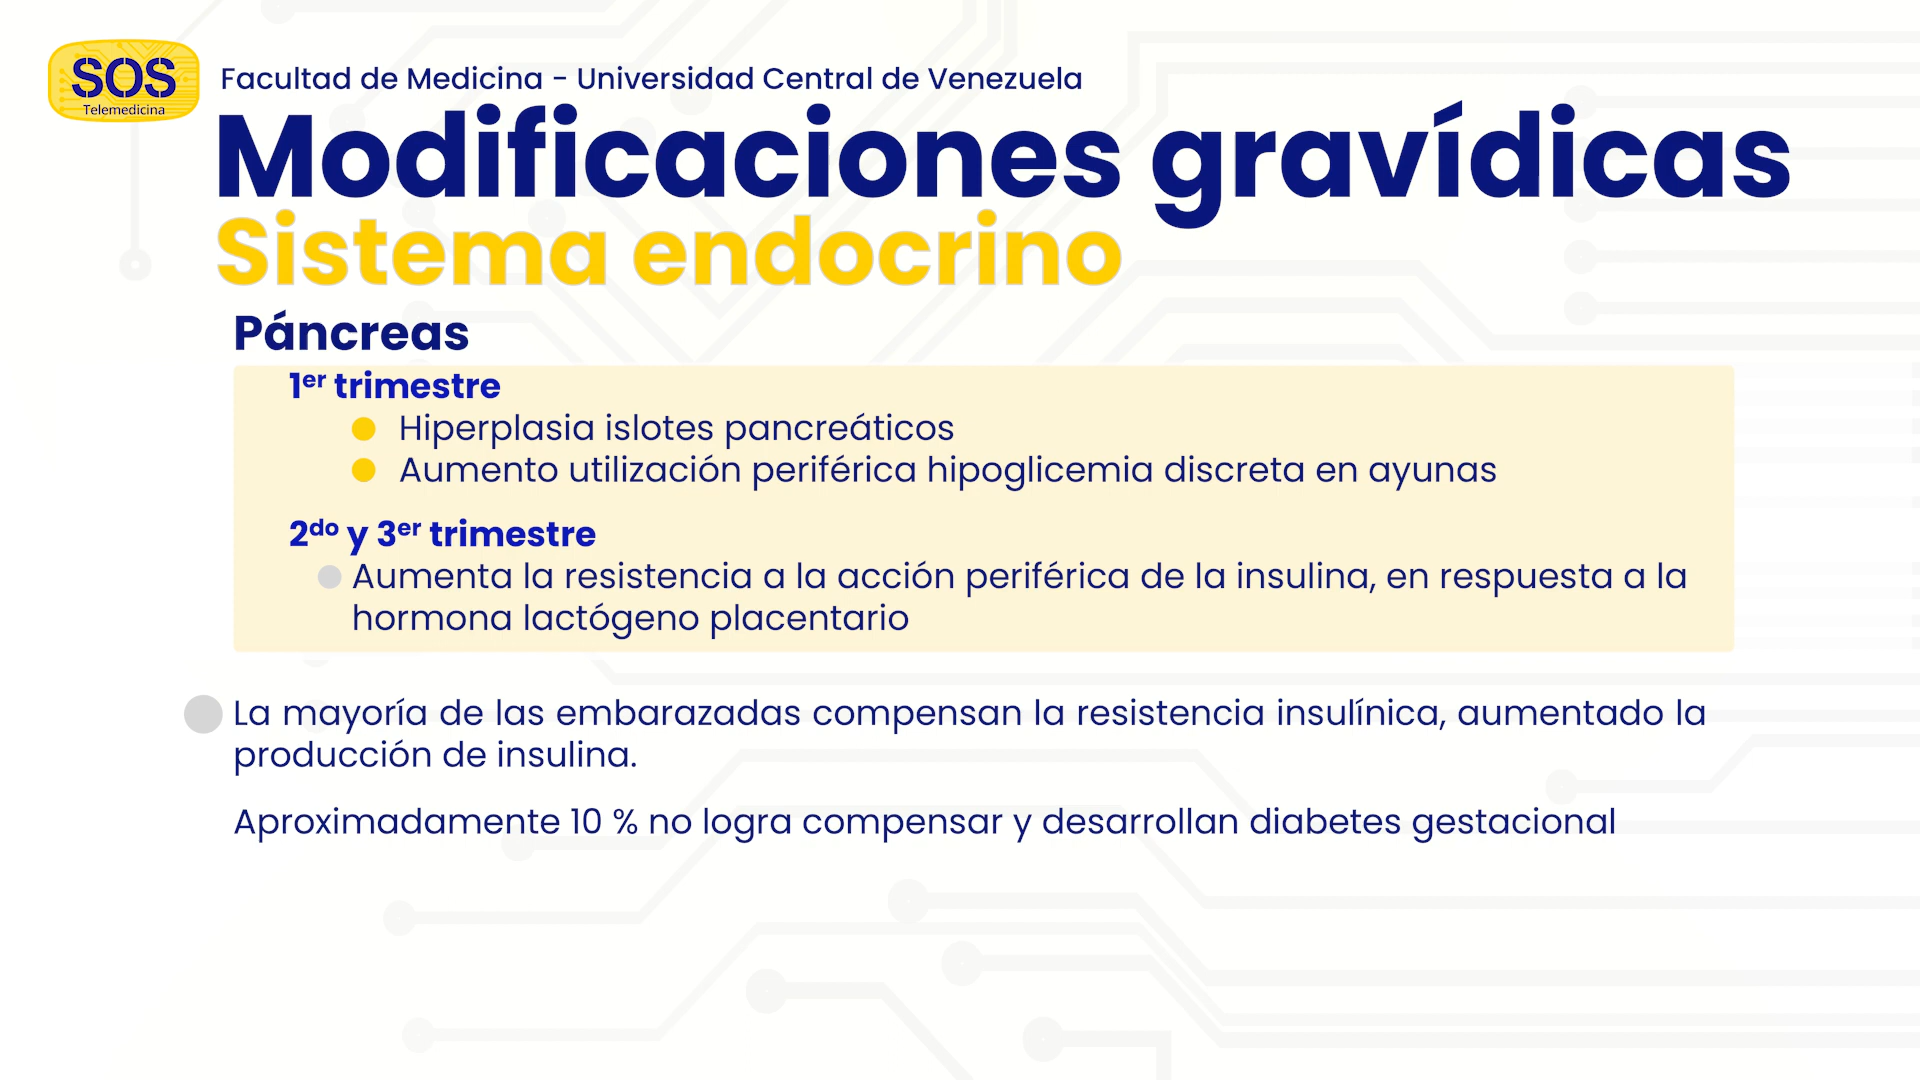 SOS
Telemedicina
Facultad de Medicina - Universidad Central de Venezuela
Modificaciones gravídicas
Sistema endocrino
Páncreas
1er trimestre
Hiperplasia islotes pancreáticos
Aumento utilización periférica hipoglicemia discreta en ayunas
2do y 3er trimestre
Aumenta la resistencia a la acción periférica de la insulina, en respuesta a la
hormona lactógeno placentario
La mayoría de las embarazadas compensan la resistencia insulínica, aumentado la
producción de insulina.
Aproximadamente 10 % no logra compensar y desarrollan diabetes gestacional